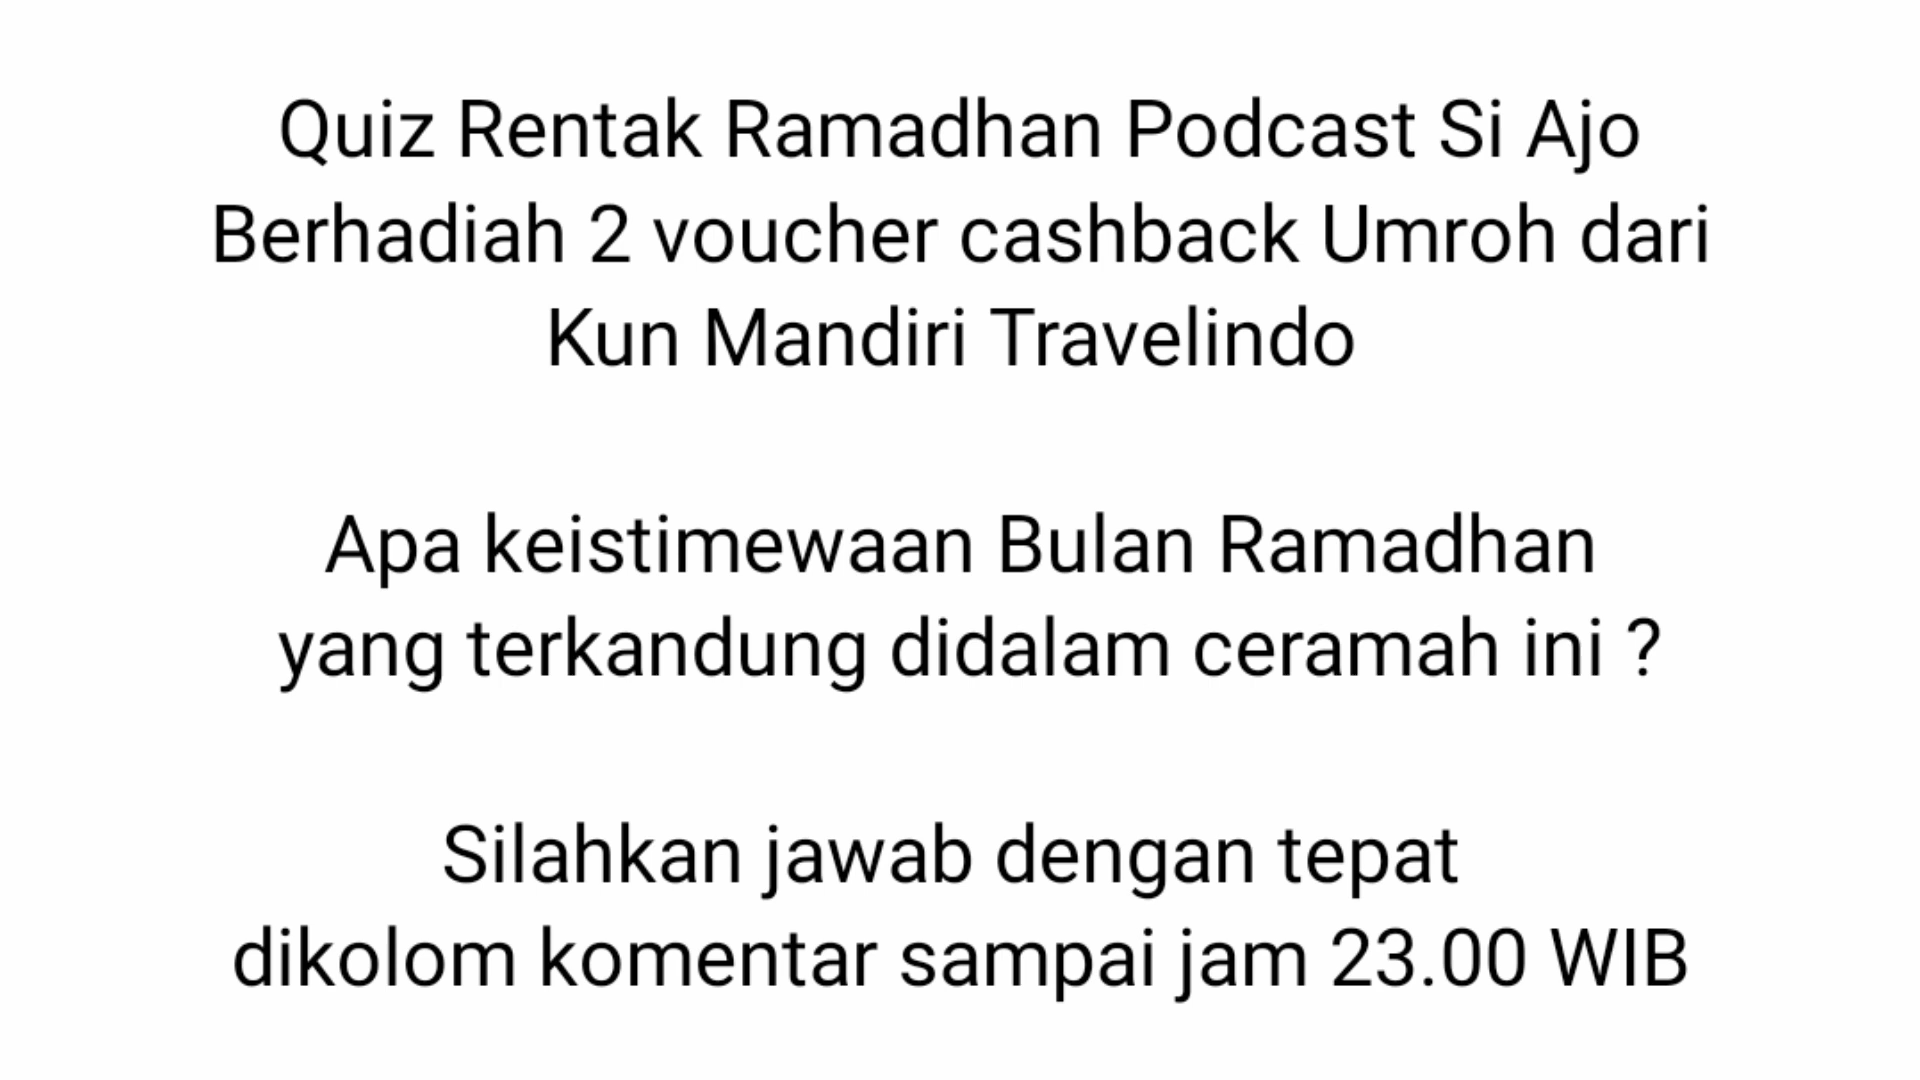 Quiz Rentak Ramadhan Podcast Si Ajo
Berhadiah 2 voucher cashback Umroh dari
Kun Mandiri Travelindo
Apa keistimewaan Bulan Ramadhan
yang terkandung didalam ceramah ini ?
Silahkan jawab dengan tepat
dikolom komentar sampai jam 23.00 WIB